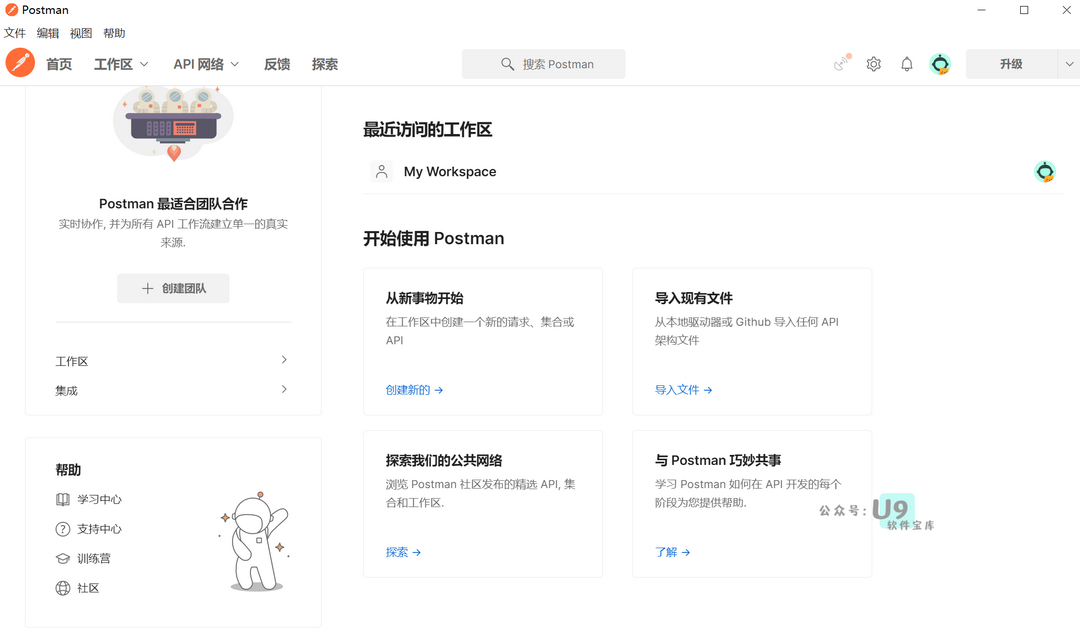 Postman
文件 编辑 视图 帮助
首页 工作区 API 网络 反馈 探索 搜索 Postman 升级
Postman 最适合团队合作
实时协作, 并为所有 API 工作流建立单一的真实
来源.
创建团队
工作区
集成
帮助
学习中心
支持中心
训练营
社区
最近访问的工作区
My Workspace
开始使用 Postman
从新事物开始
在工作区中创建一个新的请求、集合或
API
创建新的 →
导入现有文件
从本地驱动器或 Github 导入任何 API
架构文件
导入文件 →
探索我们的公共网络
浏览 Postman 社区发布的精选 API, 集
合和工作区.
探索 →
与 Postman 巧妙共事
学习 Postman 如何在 API 开发的每个
阶段为您提供帮助.
了解 →
公众号: U9
软件宝库